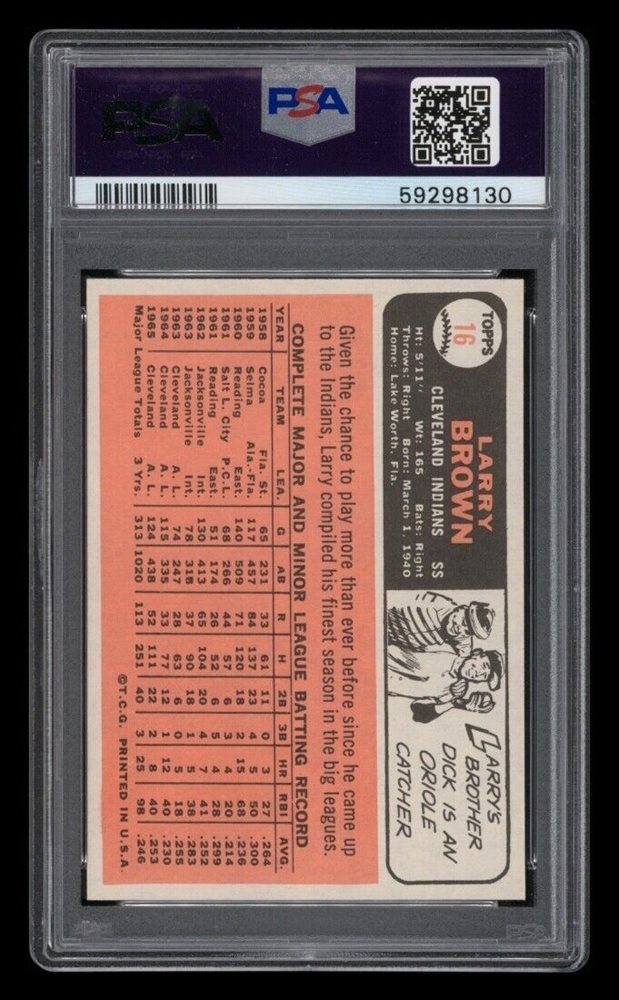 PSA
PSA
59298130
TOPPS
16
LARRY
BROWN
CLEVELAND INDIANS SS
Ht: 5'11" Wt: 165 Bats: Right
Throws: Right Born: March 1, 1940
Home: Lake Worth, Fla.
LARRY'S
BROTHER
DICK IS AN
ORIOLE
CATCHER
Given the chance to play more than ever before since he came up
to the Indians, Larry compiled his finest season in the big leagues.
COMPLETE MAJOR AND MINOR LEAGUE BATTING RECORD
YEAR TEAM LEA. G AB R H 2B 3B HR RBI AVG.
1958 Cocoa Fla. St. 65 231 33 61 11 0 3 27 .264
1959 Selma Ala.-Fla. 117 457 84 137 23 4 5 50 .300
1960 Reading East. 140 509 71 120 18 2 15 68 .236
1961 Salt L. City P.C.L. 68 266 44 57 6 3 4 20 .214
1961 Reading East. 51 174 26 52 6 5 4 28 .299
1962 Jacksonville Int. 130 413 65 104 20 4 7 41 .252
1963 Jacksonville Int. 78 318 37 90 18 1 5 38 .283
1963 Cleveland A. L. 74 247 28 63 6 0 5 18 .255
1964 Cleveland A. L. 115 335 33 77 12 1 12 40 .230
1965 Cleveland A. L. 124 438 52 111 22 2 8 40 .253
Major League Totals 3 Yrs. 313 1020 113 251 40 3 25 98 .246
©T.C.G. PRINTED IN U.S.A.